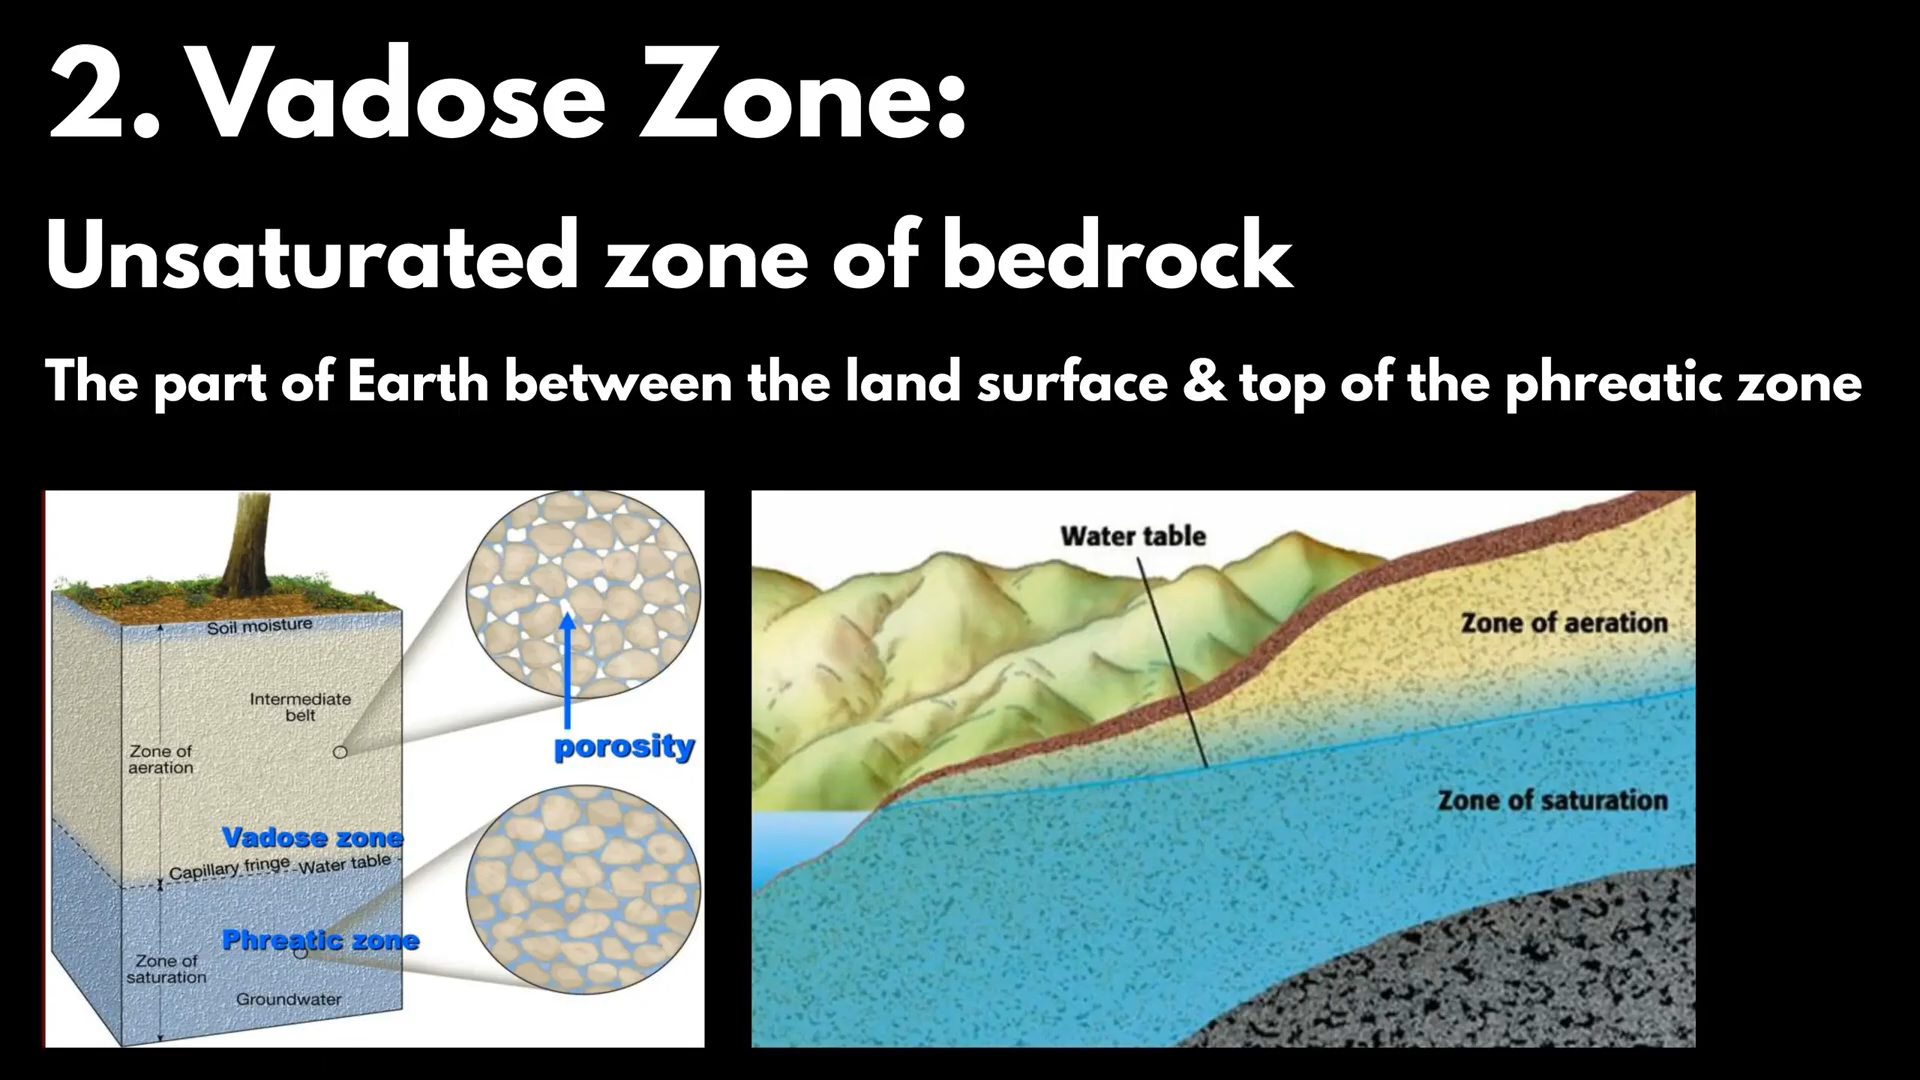 2. Vadose Zone:
Unsaturated zone of bedrock
The part of Earth between the land surface & top of the phreatic zone
Soil moisture
Intermediate
belt
Zone of
aeration
porosity
Vadose zone
Capillary fringe
Water table
Phreatic zone
Zone of
saturation
Groundwater
Water table
Zone of aeration
Zone of saturation